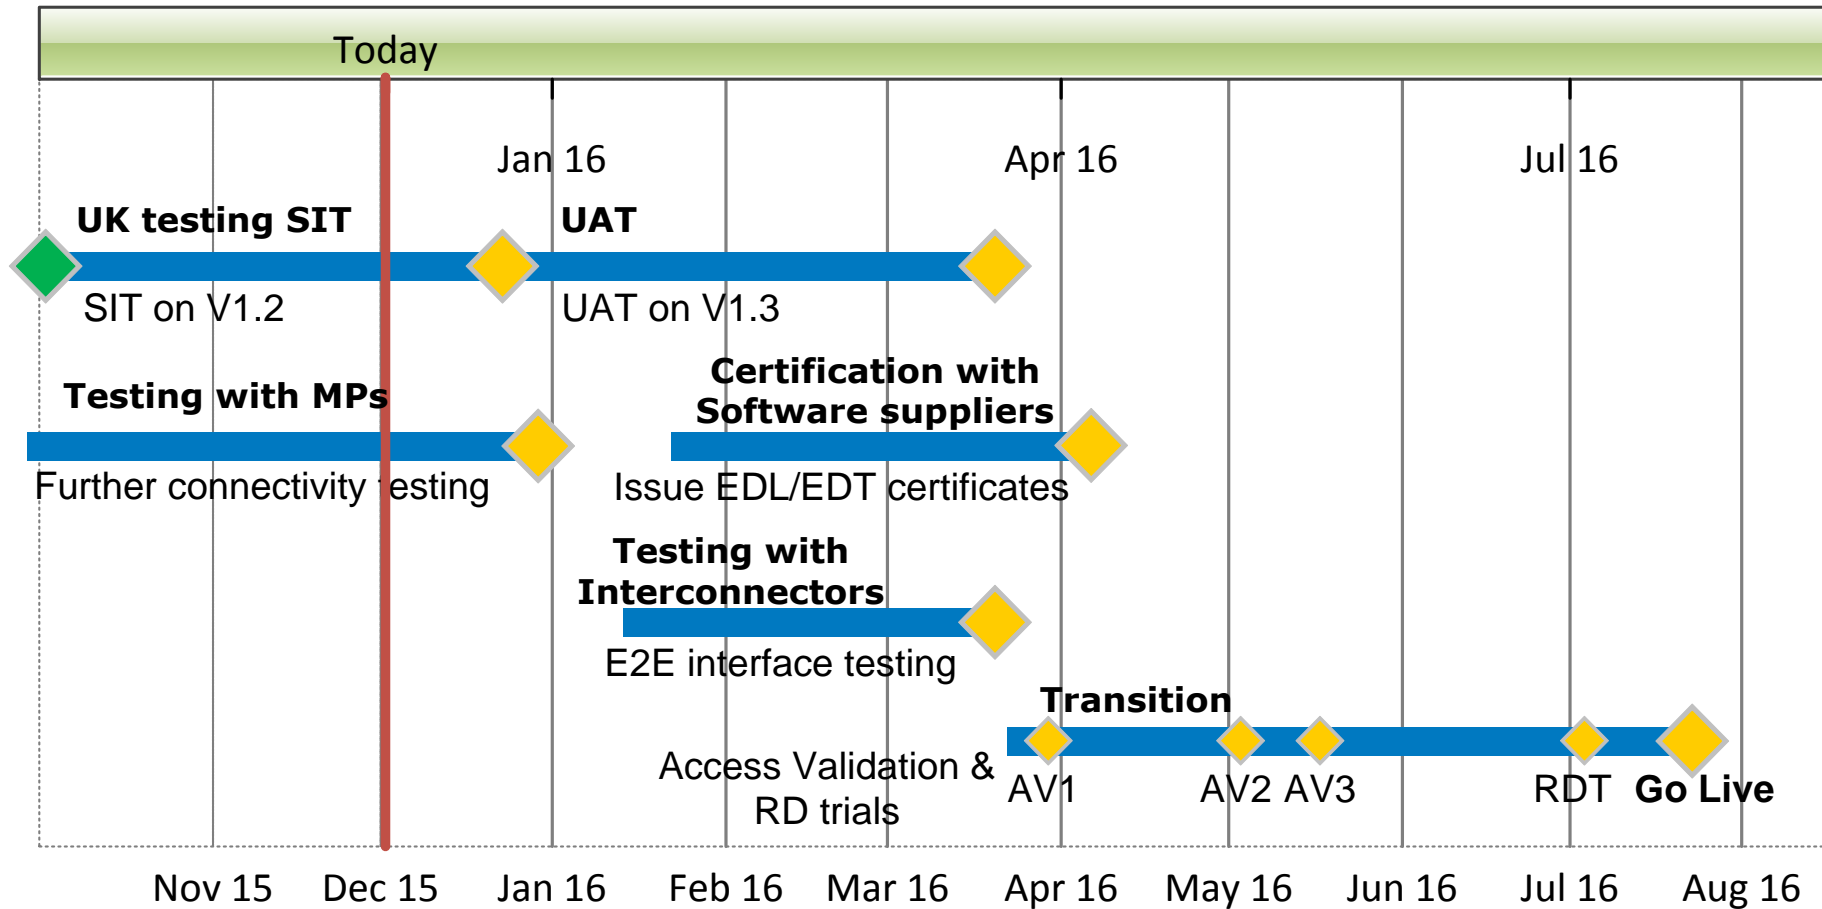 Today
Jan 16
Apr 16
Jul 16
UK testing SIT
UAT
SIT on V1.2
UAT on V1.3
Testing with MPs
Further connectivity testing
Certification with
Software suppliers
Issue EDL/EDT certificates
Testing with
Interconnectors
E2E interface testing
Transition
Access Validation &
RD trials
AV1
AV2
AV3
RDT
Go Live
Nov 15
Dec 15
Jan 16
Feb 16
Mar 16
Apr 16
May 16
Jun 16
Jul 16
Aug 16